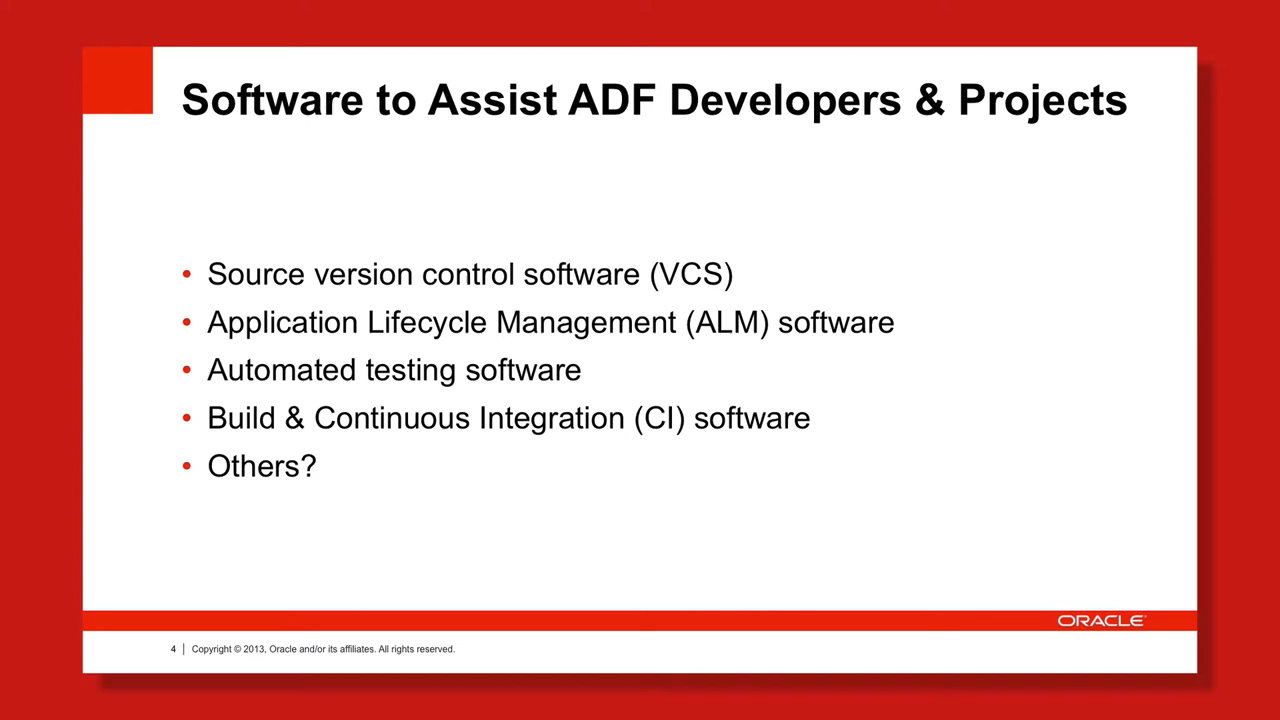 Software to Assist ADF Developers & Projects
• Source version control software (VCS)
• Application Lifecycle Management (ALM) software
• Automated testing software
• Build & Continuous Integration (CI) software
• Others?
ORACLE
4 | Copyright © 2013, Oracle and/or its affiliates. All rights reserved.